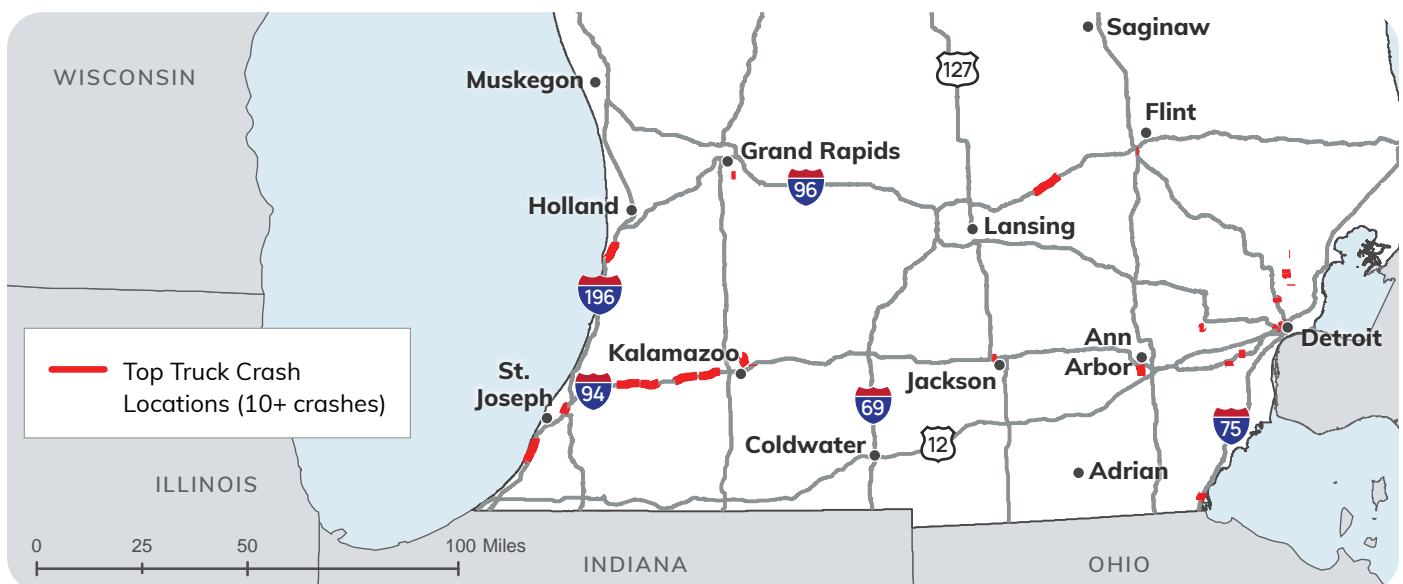 Saginaw
WISCONSIN
127
Muskegon
Flint
Grand Rapids
96
Holland
Lansing
196
Detroit
Ann
Arbor
Kalamazoo
Top Truck Crash
Locations (10+ crashes)
St.
Joseph
94
Jackson
69
75
12
Coldwater
Adrian
ILLINOIS
0 25 50 100 Miles
INDIANA
OHIO